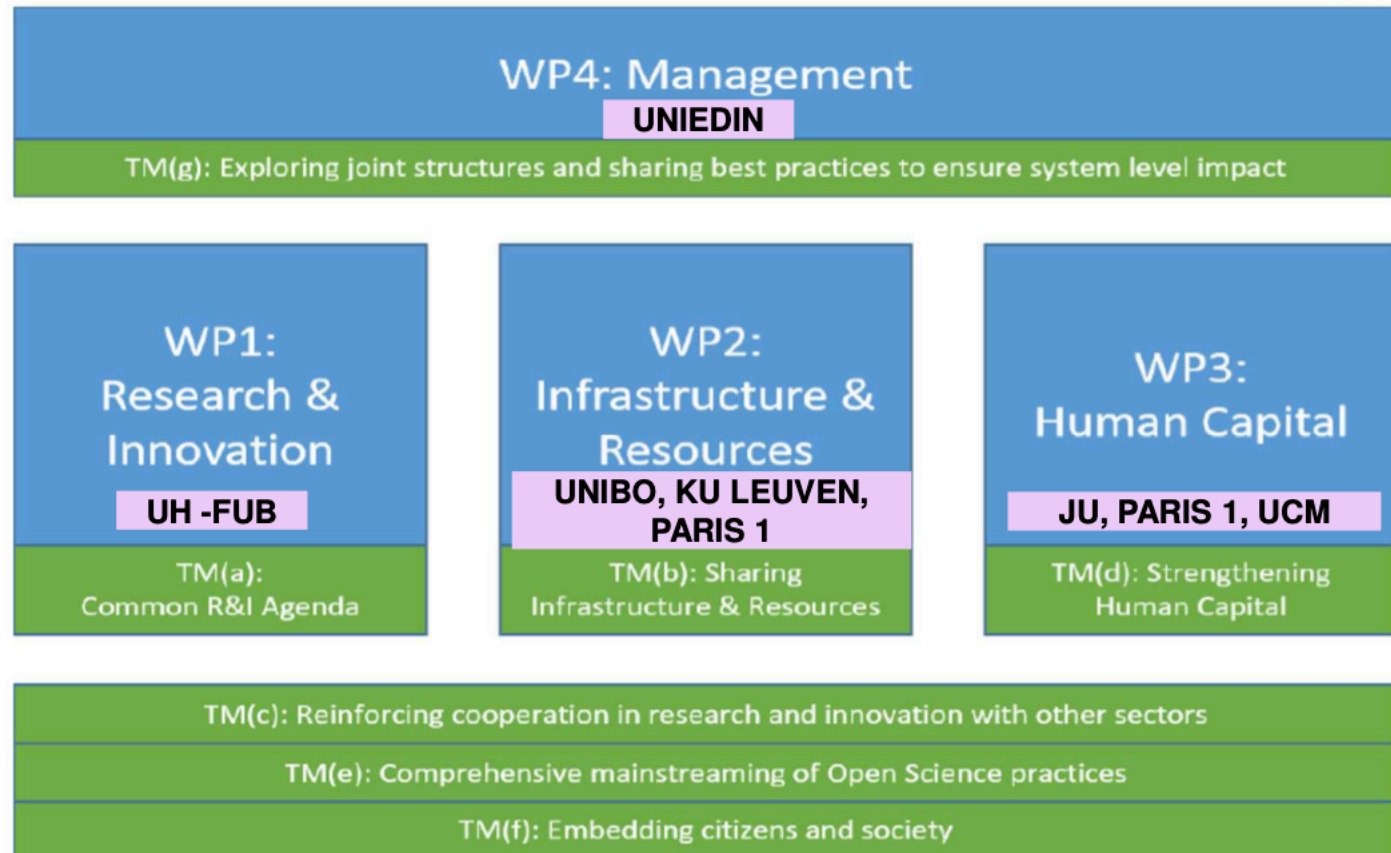 WP4: Management
UNIEDIN
TM(g): Exploring joint structures and sharing best practices to ensure system level impact
WP1:
Research &
Innovation
UH -FUB
TM(a):
Common R&I Agenda
WP2:
Infrastructure &
Resources
UNIBO, KU LEUVEN,
PARIS 1
TM(b): Sharing
Infrastructure & Resources
WP3:
Human Capital
JU, PARIS 1, UCM
TM(d): Strengthening
Human Capital
TM(c): Reinforcing cooperation in research and innovation with other sectors
TM(e): Comprehensive mainstreaming of Open Science practices
TM(f): Embedding citizens and society